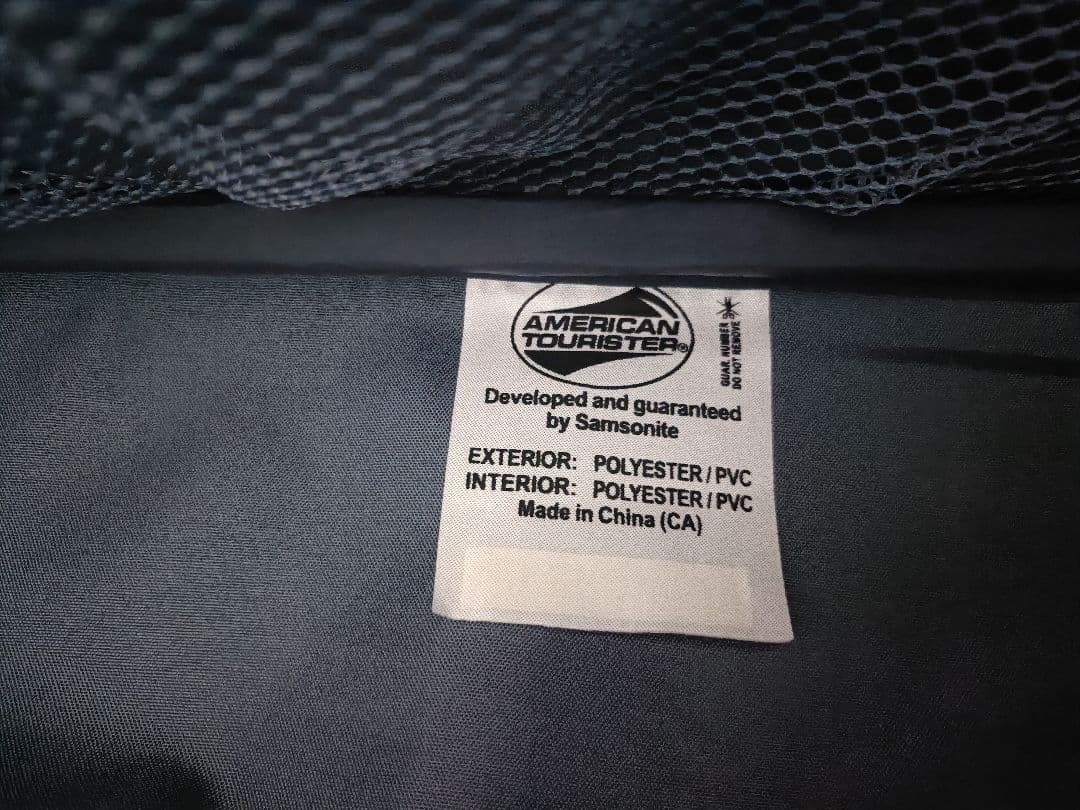 AMERICAN
TOURISTER®
Developed and guaranteed
by Samsonite
EXTERIOR: POLYESTER/PVC
INTERIOR: POLYESTER/PVC
Made in China (CA)
GUAR. NUMBER
DO NOT REMOVE